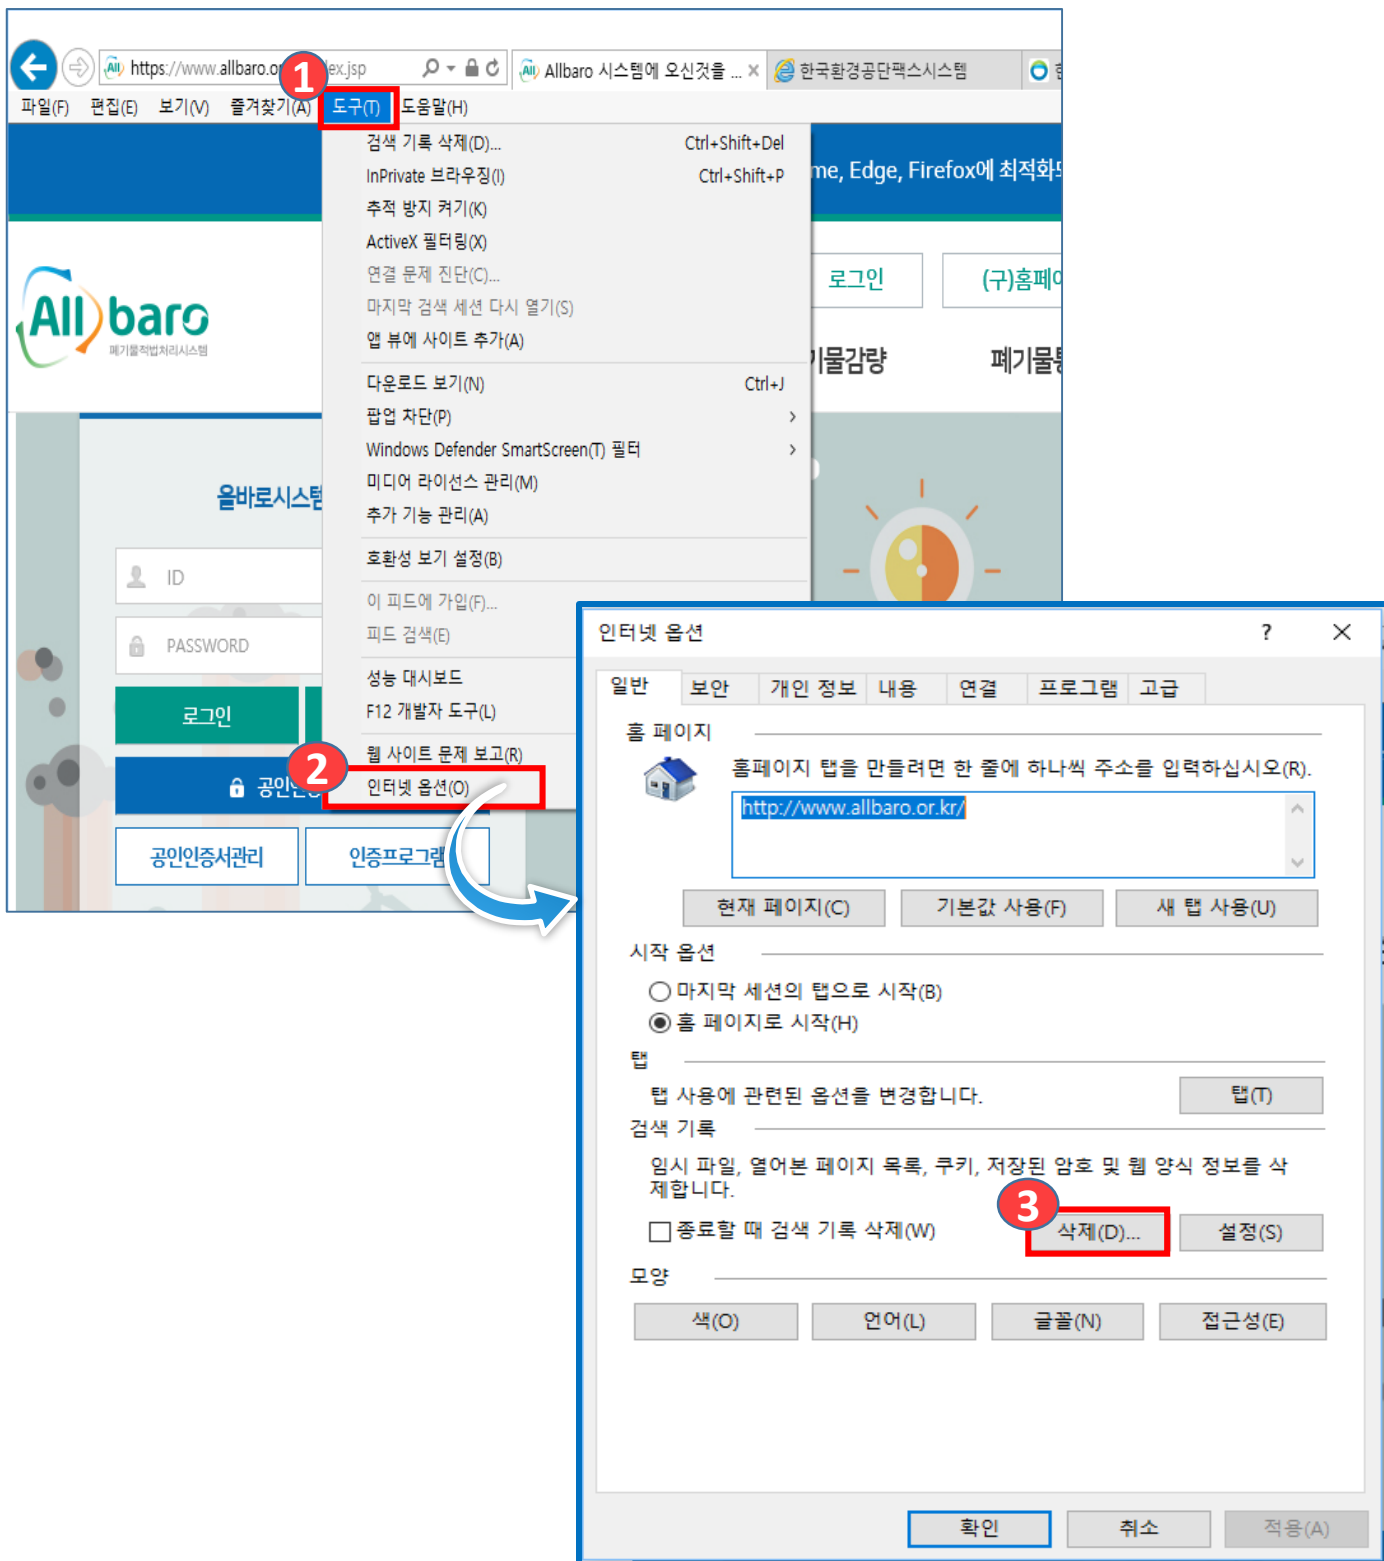 https://www.allbaro.or ex.jsp
Allbaro 시스템에 오신것을 ...
한국환경공단팩스시스템
1
파일(F) 편집(E) 보기(V) 즐겨찾기(A) 도구(T) 도움말(H)
검색 기록 삭제(D)... Ctrl+Shift+Del
InPrivate 브라우징(I) Ctrl+Shift+P
추적 방지 켜기(K)
ActiveX 필터링(X)
연결 문제 진단(C)...
마지막 검색 세션 다시 열기(S)
앱 뷰에 사이트 추가(A)
다운로드 보기(N) Ctrl+J
팝업 차단(P)
Windows Defender SmartScreen(T) 필터
미디어 라이선스 관리(M)
추가 기능 관리(A)
호환성 보기 설정(B)
이 피드에 가입(F)...
피드 검색(E)
성능 대시보드
F12 개발자 도구(L)
웹 사이트 문제 보고(R)
2
인터넷 옵션(O)
me, Edge, Firefox에 최적화
로그인 (구)홈페이
기물감량 폐기물통
Allbaro
폐기물적법처리시스템
올바로시스템
ID
PASSWORD
로그인
공인인증
공인인증서관리 인증프로그램
인터넷 옵션 ?
일반 보안 개인 정보 내용 연결 프로그램 고급
홈 페이지
홈페이지 탭을 만들려면 한 줄에 하나씩 주소를 입력하십시오(R).
http://www.allbaro.or.kr/
현재 페이지(C) 기본값 사용(F) 새 탭 사용(U)
시작 옵션
마지막 세션의 탭으로 시작(B)
홈 페이지로 시작(H)
탭
탭 사용에 관련된 옵션을 변경합니다. 탭(T)
검색 기록
임시 파일, 열어본 페이지 목록, 쿠키, 저장된 암호 및 웹 양식 정보를 삭
제합니다.
3
종료할 때 검색 기록 삭제(W) 삭제(D)... 설정(S)
모양
색(O) 언어(L) 글꼴(N) 접근성(E)
확인 취소 적용(A)